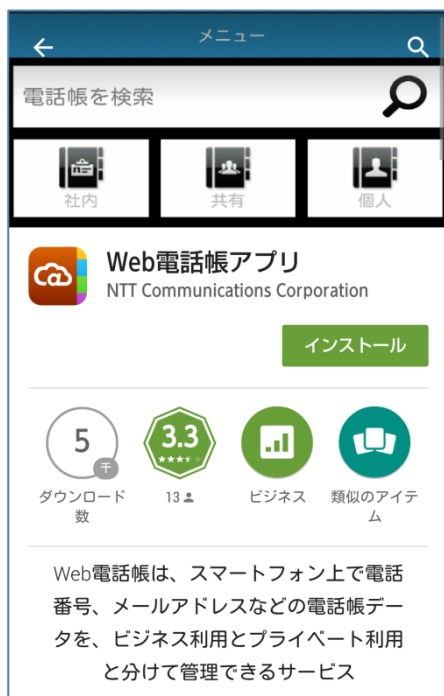 メニュー
電話帳を検索
社内 共有 個人
Web電話帳アプリ
NTT Communications Corporation
インストール
5
千
3.3
ダウンロード
数
13
ビジネス
類似のアイテ
ム
Web電話帳は、スマートフォン上で電話
番号、メールアドレスなどの電話帳デー
タを、ビジネス利用とプライベート利用
と分けて管理できるサービス